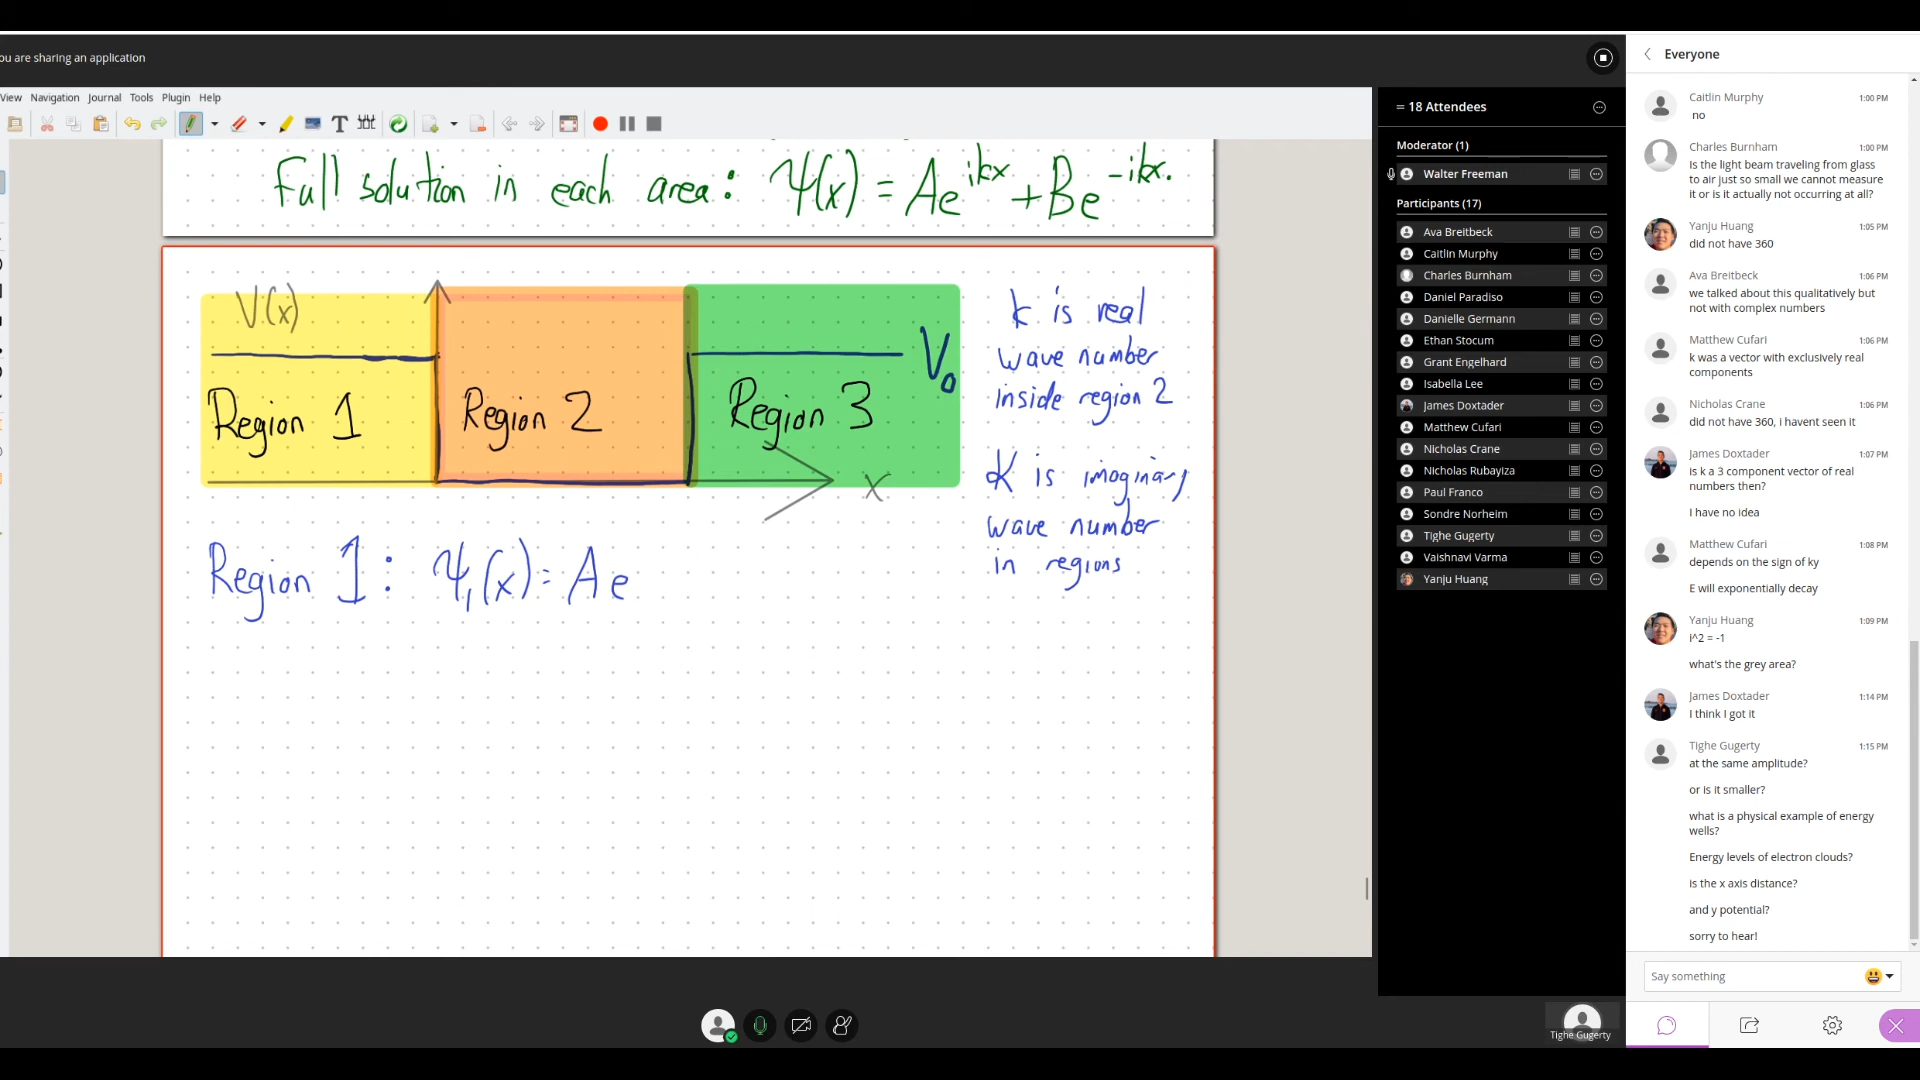 ou are sharing an application
View Navigation Journal Tools Plugin Help
Full solution in each area: ψ(x) = Ae^ikx + Be^-ikx.
V(x)
V₀
Region 1
Region 2
Region 3
x
k is real
wave number
inside region 2
K is imaginary
wave number
in regions
Region 1: ψ₁(x) = Ae
= 18 Attendees
Moderator (1)
Walter Freeman
Participants (17)
Ava Breitbeck
Caitlin Murphy
Charles Burnham
Daniel Paradiso
Danielle Germann
Ethan Stocum
Grant Engelhard
Isabella Lee
James Doxtader
Matthew Cufari
Nicholas Crane
Nicholas Rubayiza
Paul Franco
Sondre Norheim
Tighe Gugerty
Vaishnavi Varma
Yanju Huang
Tighe Gugerty
Everyone
Caitlin Murphy 1:00 PM
no
Charles Burnham 1:00 PM
Is the light beam traveling from glass
to air just so small we cannot measure
it or is it actually not occurring at all?
Yanju Huang 1:05 PM
did not have 360
Ava Breitbeck 1:06 PM
we talked about this qualitatively but
not with complex numbers
Matthew Cufari 1:06 PM
k was a vector with exclusively real
components
Nicholas Crane 1:06 PM
did not have 360, i havent seen it
James Doxtader 1:07 PM
is k a 3 component vector of real
numbers then?
I have no idea
Matthew Cufari 1:08 PM
depends on the sign of ky
E will exponentially decay
Yanju Huang 1:09 PM
i^2 = -1
what's the grey area?
James Doxtader 1:14 PM
I think I got it
Tighe Gugerty 1:15 PM
at the same amplitude?
or is it smaller?
what is a physical example of energy
wells?
Energy levels of electron clouds?
is the x axis distance?
and y potential?
sorry to hear!
Say something